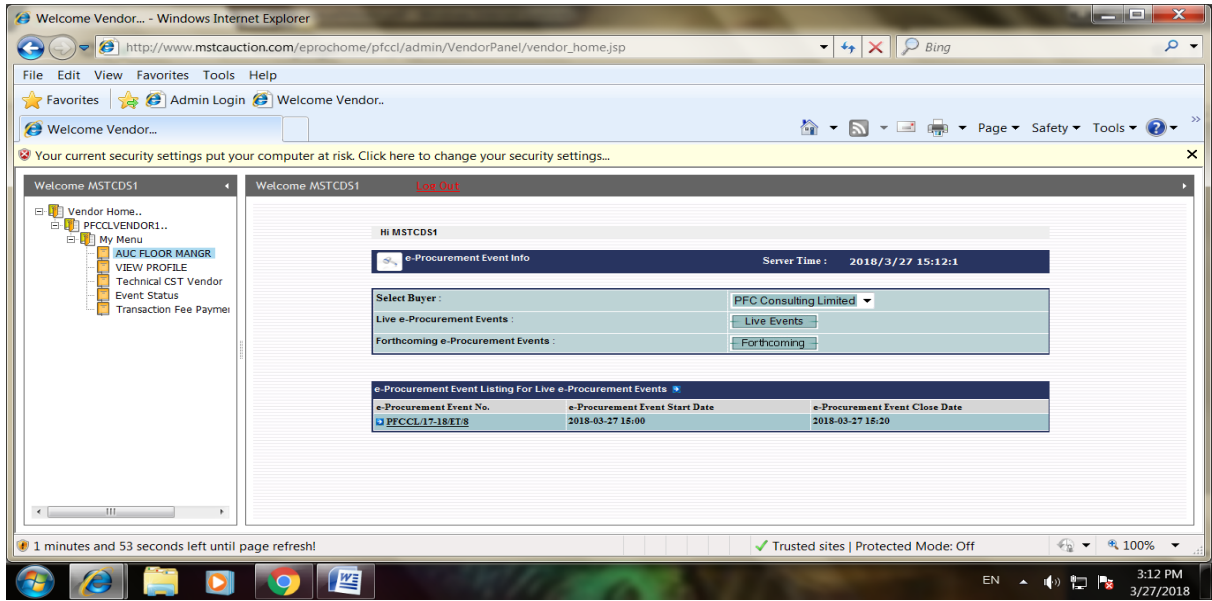 Welcome Vendor... - Windows Internet Explorer
http://www.mstcauction.com/eprochome/pfccl/admin/VendorPanel/vendor_home.jsp
Bing
File Edit View Favorites Tools Help
Favorites Admin Login Welcome Vendor..
Welcome Vendor... Page Safety Tools
Your current security settings put your computer at risk. Click here to change your security settings...
Welcome MSTCDS1
Vendor Home..
PFCCLVENDOR1..
My Menu
AUC FLOOR MANGR
VIEW PROFILE
Technical CST Vendor
Event Status
Transaction Fee Paymer
Welcome MSTCDS1 Log Out
Hi MSTCDS1
e-Procurement Event Info Server Time : 2018/3/27 15:12:1
Select Buyer : PFC Consulting Limited
Live e-Procurement Events : Live Events
Forthcoming e-Procurement Events : Forthcoming
e-Procurement Event Listing For Live e-Procurement Events
e-Procurement Event No. e-Procurement Event Start Date e-Procurement Event Close Date
PFCCL/17-18/ET/8 2018-03-27 15:00 2018-03-27 15:20
1 minutes and 53 seconds left until page refresh! Trusted sites | Protected Mode: Off 100%
EN 3:12 PM
3/27/2018